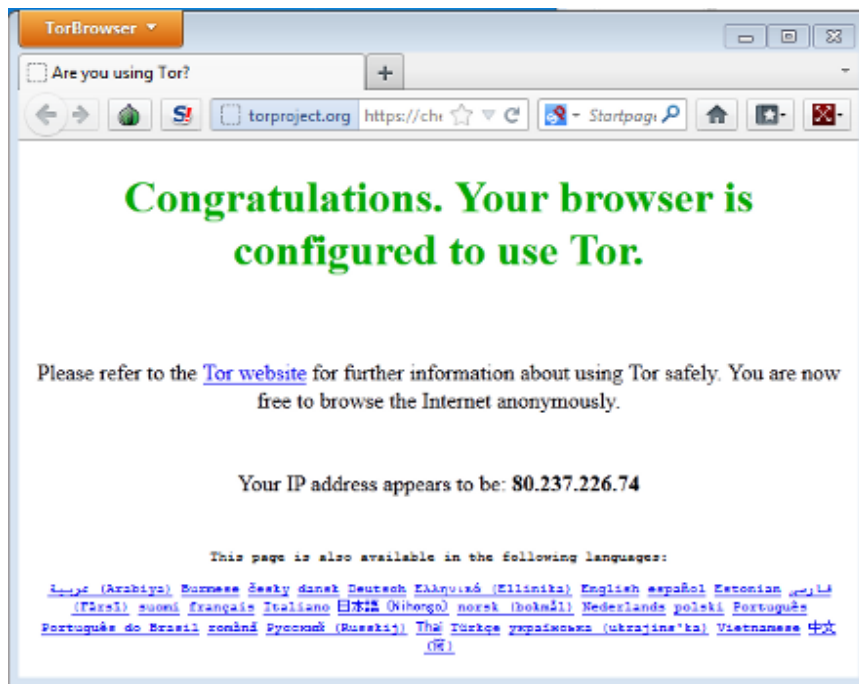 TorBrowser
Are you using Tor?
torproject.org https://che Startpage
Congratulations. Your browser is
configured to use Tor.
Please refer to the Tor website for further information about using Tor safely. You are now
free to browse the Internet anonymously.
Your IP address appears to be: 80.237.226.74
This page is also available in the following languages:
عربية (Arabiya) Burmese česky dansk Deutsch Ελληνικά (Ellinika) English español Estonian فارسی
(Fārsī) suomi français Italiano 日本語 (Nihongo) norsk (bokmål) Nederlands polski Português
Português do Brasil română Русский (Russkij) Thai Türkçe українська (ukrajins'ka) Vietnamese 中文
(简)